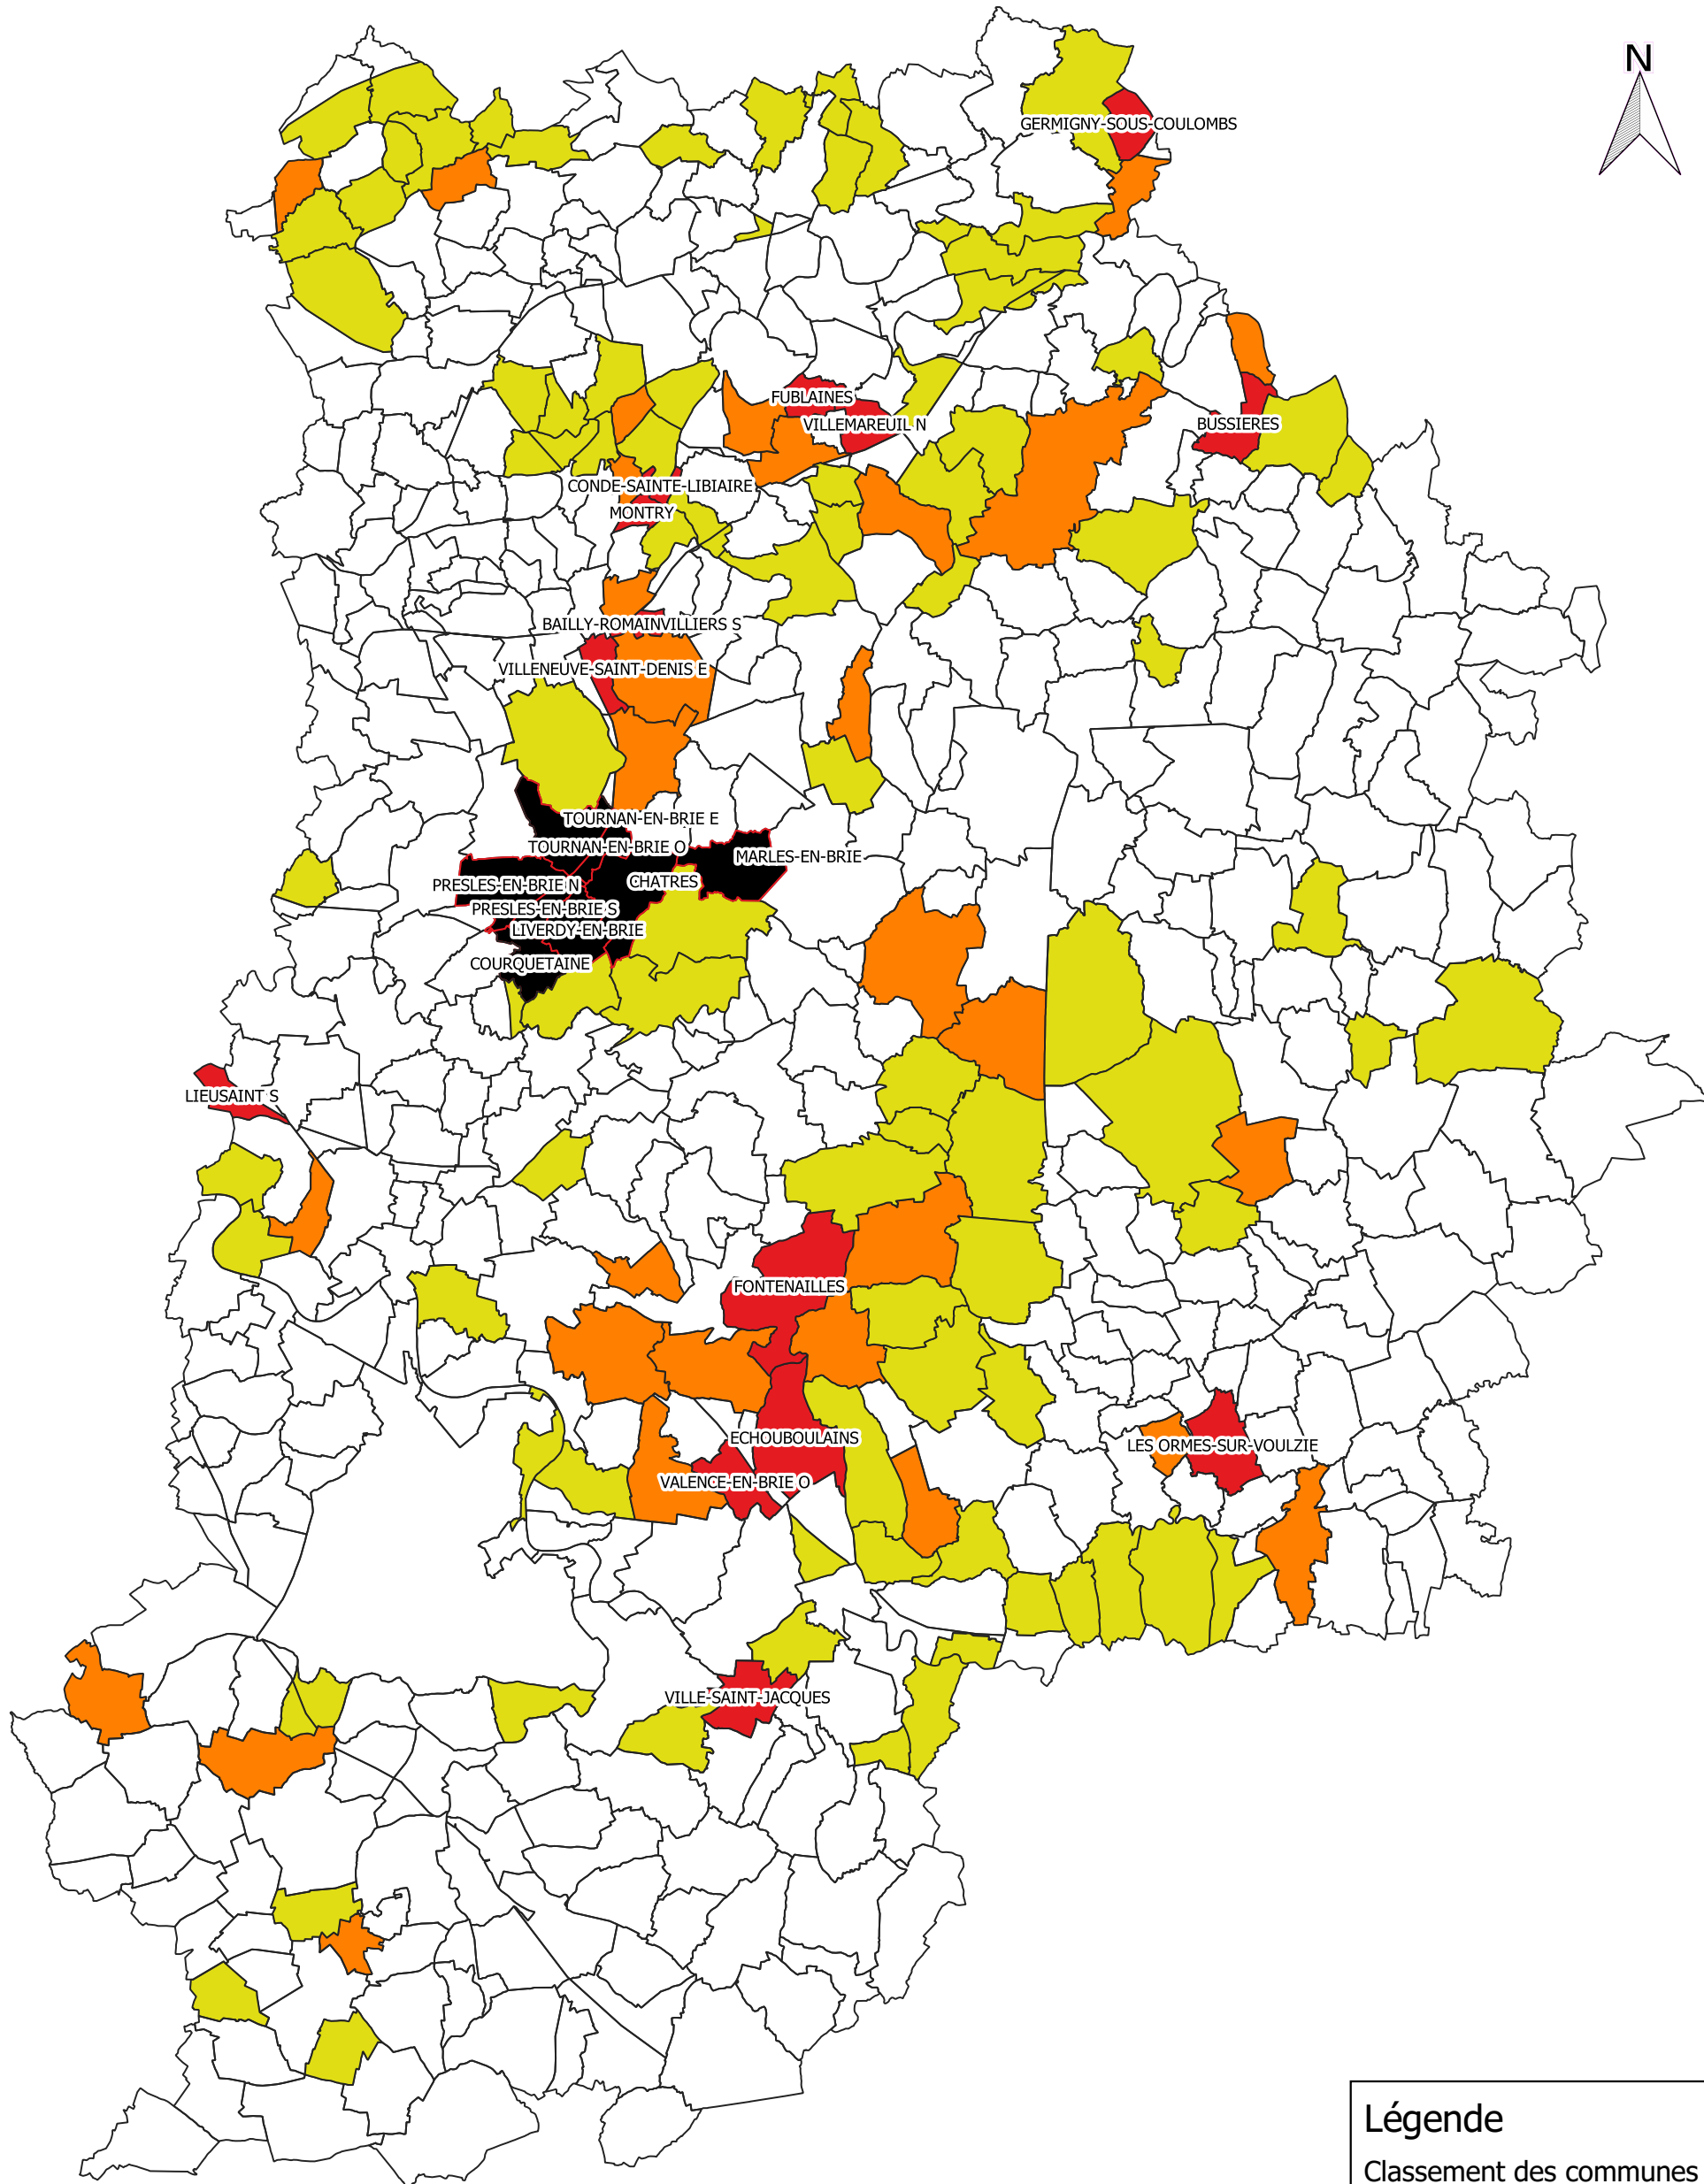 N
GERMIGNY-SOUS-COULOMBS
FUBLAINES
VILLEMAREUIL N
BUSSIERES
CONDE-SAINTE-LIBIAIRE
MONTRY
BAILLY-ROMAINVILLIERS S
VILLENEUVE-SAINT-DENIS E
TOURNAN-EN-BRIE E
TOURNAN-EN-BRIE O
MARLES-EN-BRIE
PRESLES-EN-BRIE N
CHATRES
PRESLES-EN-BRIE S
LIVERDY-EN-BRIE
COURQUETAINE
LIEUSAINT S
FONTENAILLES
ECHOUBOULAINS
LES ORMES-SUR-VOULZIE
VALENCE-EN-BRIE O
VILLE-SAINT-JACQUES
Légende
Classement des communes